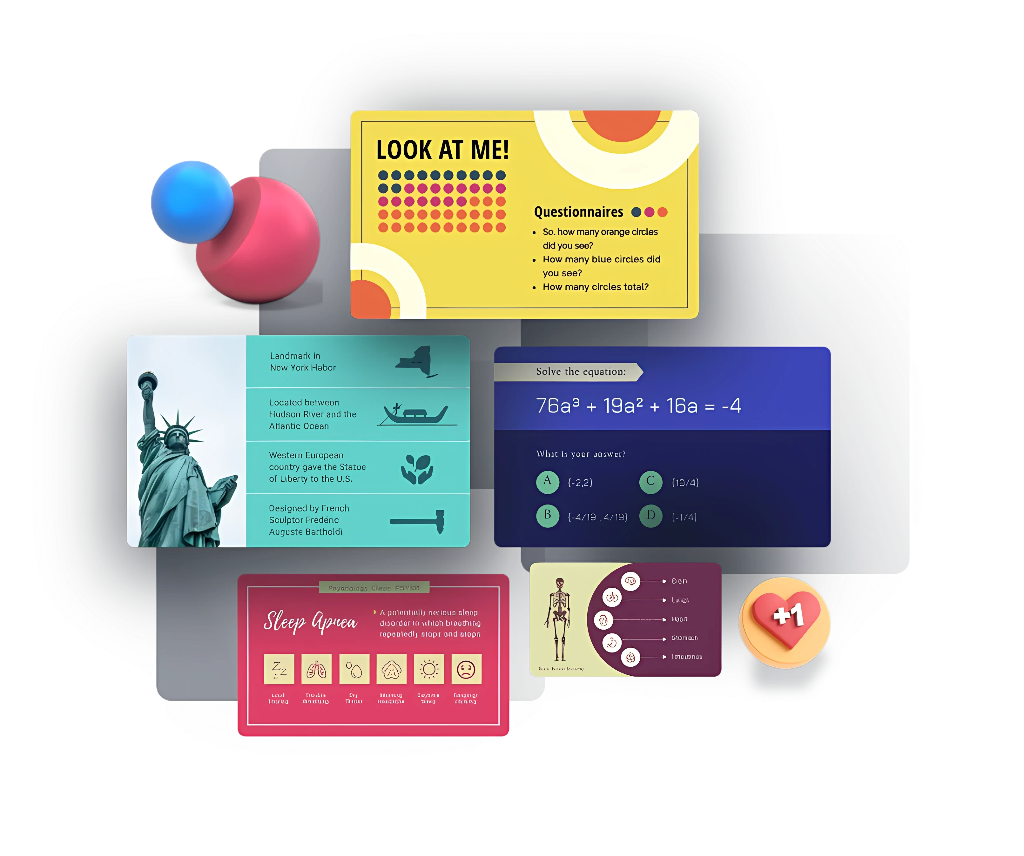 LOOK AT ME!
Questionnaires
• So, how many orange circles
did you see?
• How many blue circles did
you see?
• How many circles total?
Landmark in
New York Harbor
Located between
Hudson River and the
Atlantic Ocean
Western European
country gave the Statue
of Liberty to the U.S.
Designed by French
Sculptor Frederic
Auguste Bartholdi
Solve the equation:
76a³ + 19a² + 16a = -4
What is your answer?
A {-2,2} C {19/4}
B {-4/19 , 4/19} D {-1/4}
Sleep Apnea
A potentially serious sleep
disorder in which breathing
repeatedly stops and
Lungs
Heart
Stomach
Intestines
+1